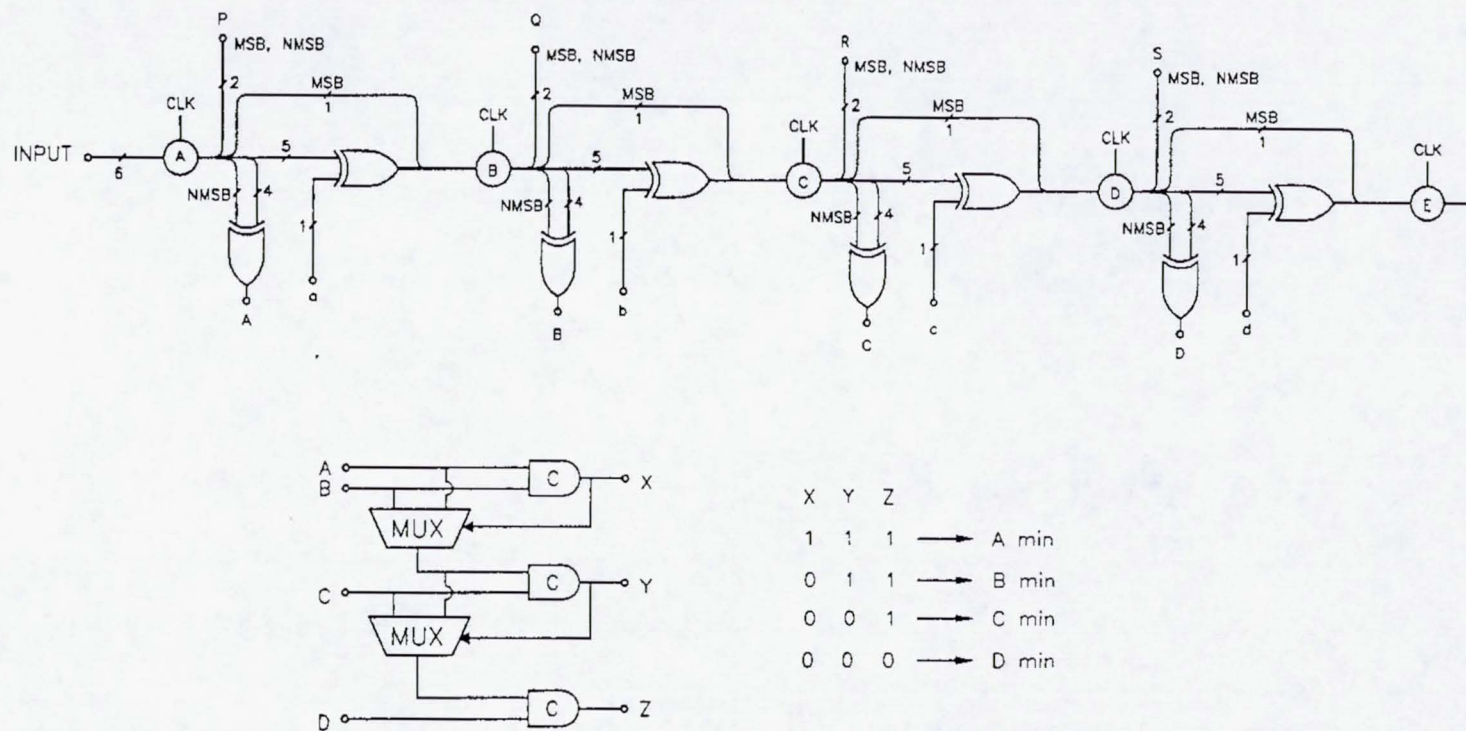 P
MSB, NMSB
2
MSB
1
CLK
INPUT
6
A
5
NMSB
4
1
A
a
Q
MSB, NMSB
2
MSB
1
CLK
B
5
NMSB
4
1
B
b
R
MSB, NMSB
2
MSB
1
CLK
C
5
NMSB
4
1
C
c
S
MSB, NMSB
2
MSB
1
CLK
D
5
NMSB
4
1
D
d
CLK
E
A
B
C
X
MUX
C
C
Y
MUX
D
C
Z
X Y Z
1 1 1 A min
0 1 1 B min
0 0 1 C min
0 0 0 D min